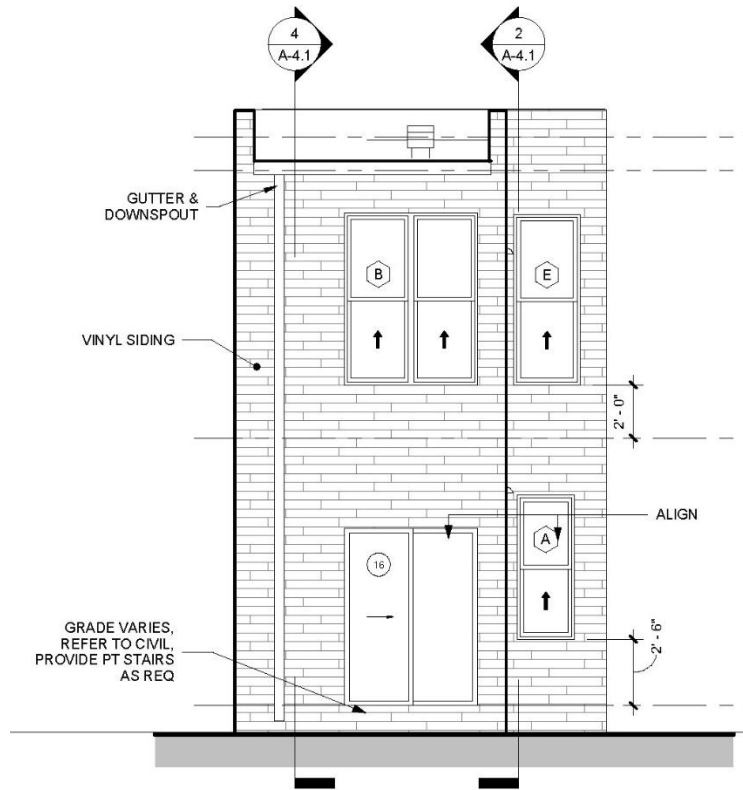 4
A-4.1
2
A-4.1
GUTTER &
DOWNSPOUT
B
E
VINYL SIDING
2' - 0"
ALIGN
A
16
GRADE VARIES,
REFER TO CIVIL,
PROVIDE PT STAIRS
AS REQ
2' - 6"